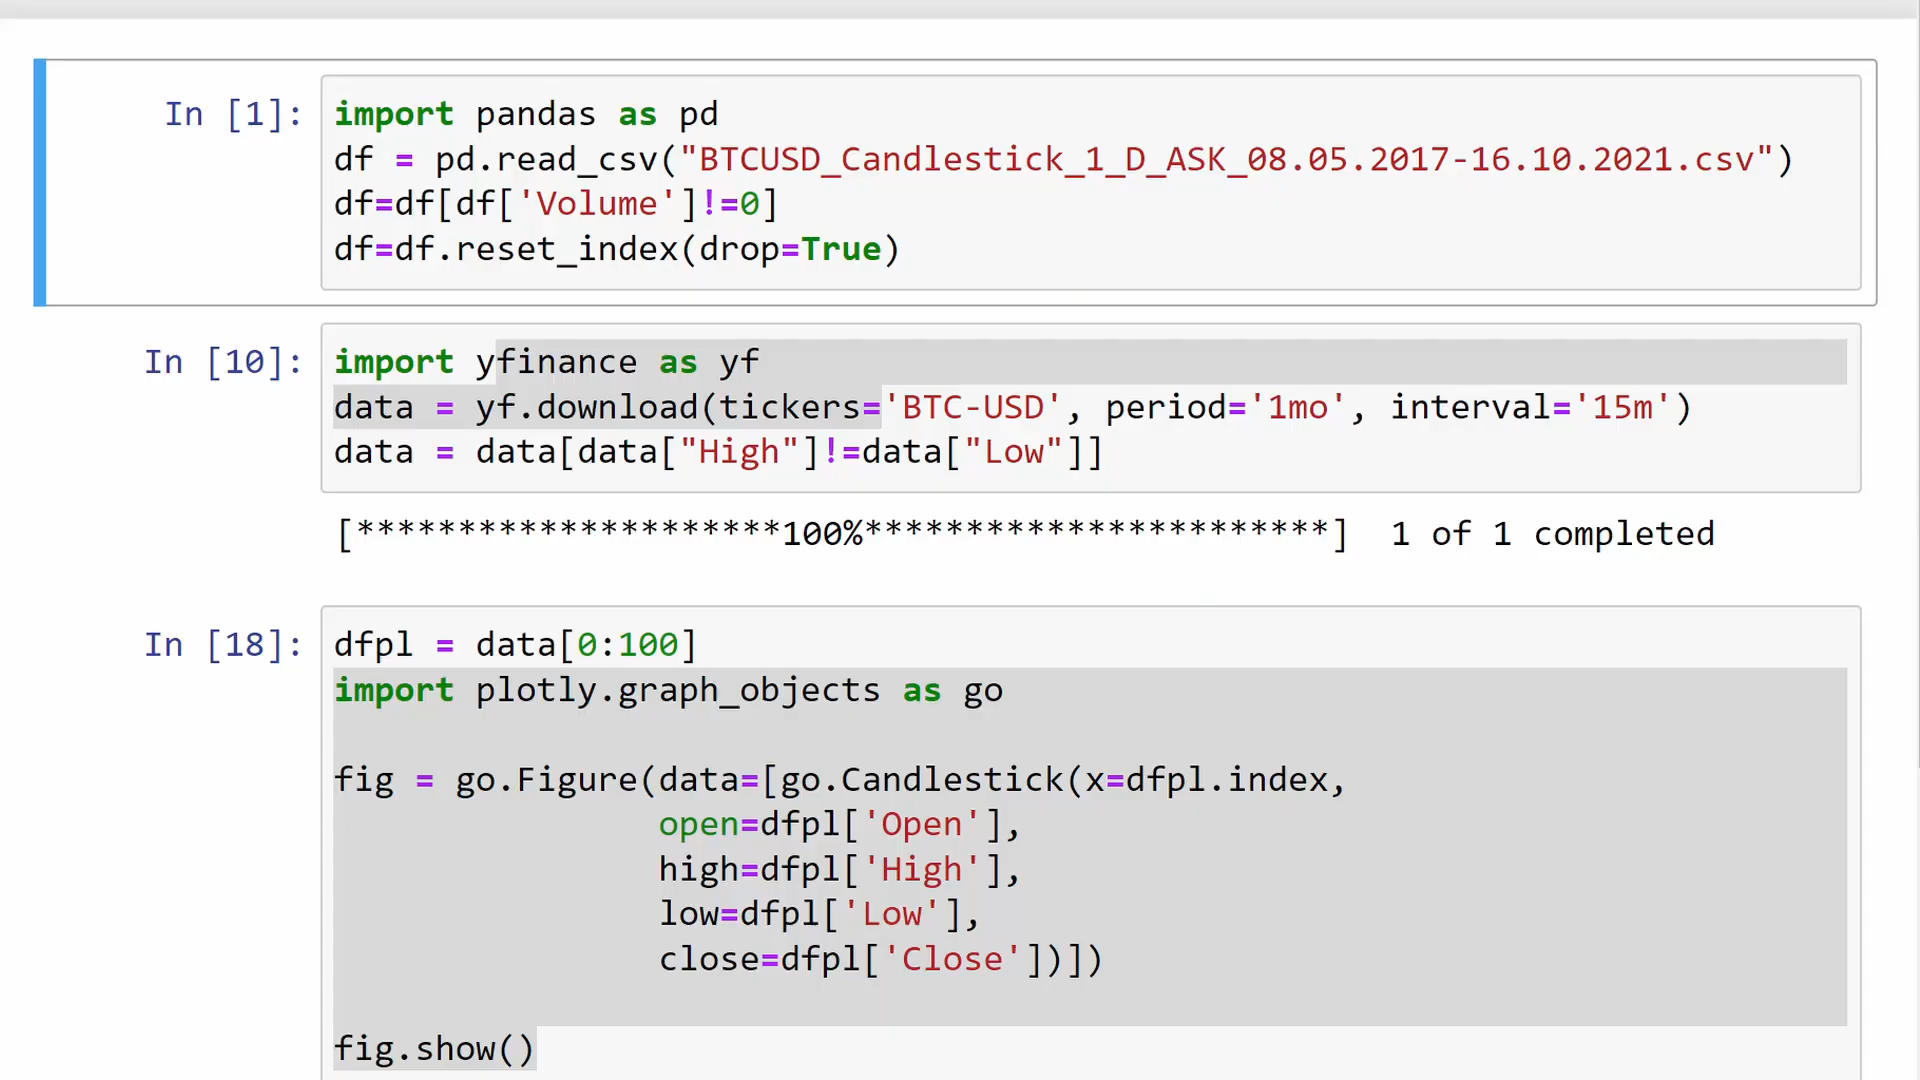 In [1]:
import pandas as pd
df = pd.read_csv("BTCUSD_Candlestick_1_D_ASK_08.05.2017-16.10.2021.csv")
df=df[df['Volume']!=0]
df=df.reset_index(drop=True)
In [10]:
import yfinance as yf
data = yf.download(tickers='BTC-USD', period='1mo', interval='15m')
data = data[data["High"]!=data["Low"]]
[*********************100%***********************]  1 of 1 completed
In [18]:
dfpl = data[0:100]
import plotly.graph_objects as go
fig = go.Figure(data=[go.Candlestick(x=dfpl.index,
open=dfpl['Open'],
high=dfpl['High'],
low=dfpl['Low'],
close=dfpl['Close'])])
fig.show()